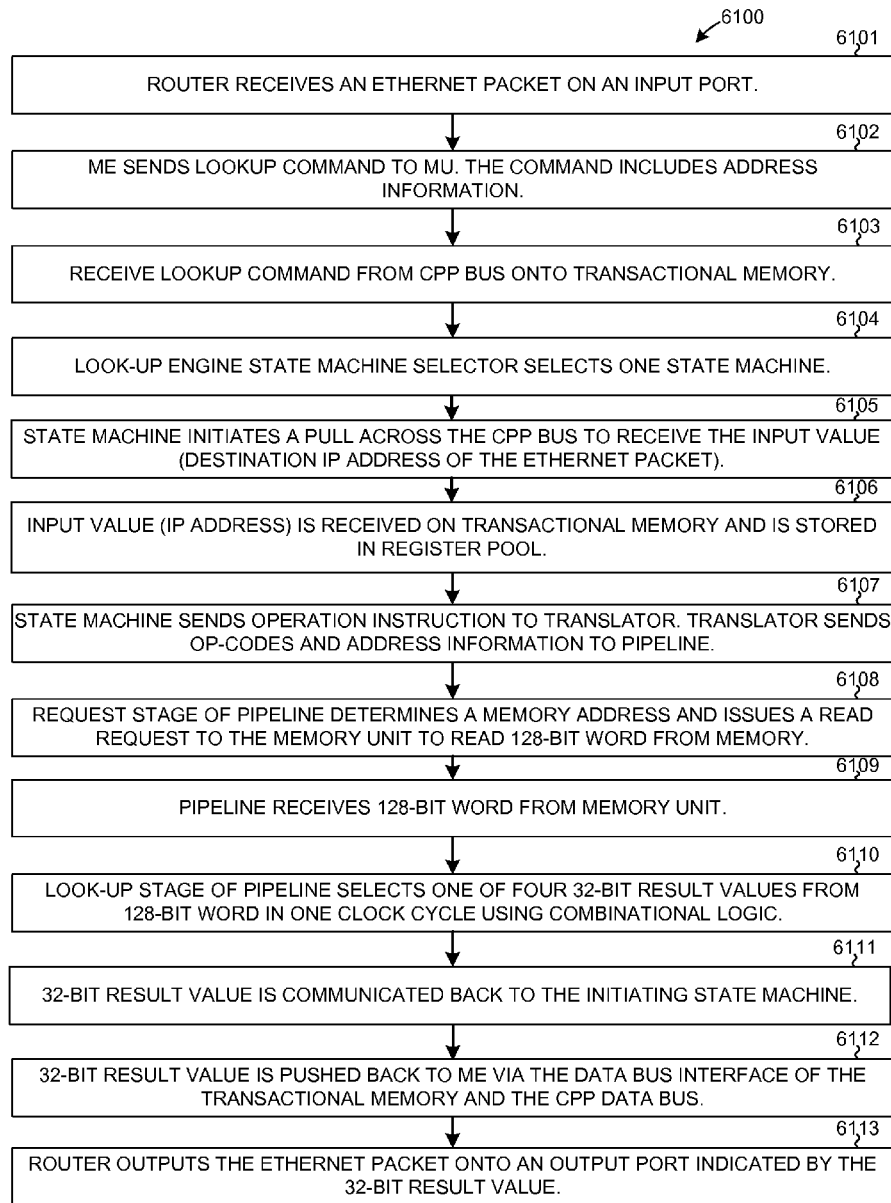 6100
6101
ROUTER RECEIVES AN ETHERNET PACKET ON AN INPUT PORT.
6102
ME SENDS LOOKUP COMMAND TO MU. THE COMMAND INCLUDES ADDRESS
INFORMATION.
6103
RECEIVE LOOKUP COMMAND FROM CPP BUS ONTO TRANSACTIONAL MEMORY.
6104
LOOK-UP ENGINE STATE MACHINE SELECTOR SELECTS ONE STATE MACHINE.
6105
STATE MACHINE INITIATES A PULL ACROSS THE CPP BUS TO RECEIVE THE INPUT VALUE
(DESTINATION IP ADDRESS OF THE ETHERNET PACKET).
6106
INPUT VALUE (IP ADDRESS) IS RECEIVED ON TRANSACTIONAL MEMORY AND IS STORED
IN REGISTER POOL.
6107
STATE MACHINE SENDS OPERATION INSTRUCTION TO TRANSLATOR. TRANSLATOR SENDS
OP-CODES AND ADDRESS INFORMATION TO PIPELINE.
6108
REQUEST STAGE OF PIPELINE DETERMINES A MEMORY ADDRESS AND ISSUES A READ
REQUEST TO THE MEMORY UNIT TO READ 128-BIT WORD FROM MEMORY.
6109
PIPELINE RECEIVES 128-BIT WORD FROM MEMORY UNIT.
6110
LOOK-UP STAGE OF PIPELINE SELECTS ONE OF FOUR 32-BIT RESULT VALUES FROM
128-BIT WORD IN ONE CLOCK CYCLE USING COMBINATIONAL LOGIC.
6111
32-BIT RESULT VALUE IS COMMUNICATED BACK TO THE INITIATING STATE MACHINE.
6112
32-BIT RESULT VALUE IS PUSHED BACK TO ME VIA THE DATA BUS INTERFACE OF THE
TRANSACTIONAL MEMORY AND THE CPP DATA BUS.
6113
ROUTER OUTPUTS THE ETHERNET PACKET ONTO AN OUTPUT PORT INDICATED BY THE
32-BIT RESULT VALUE.